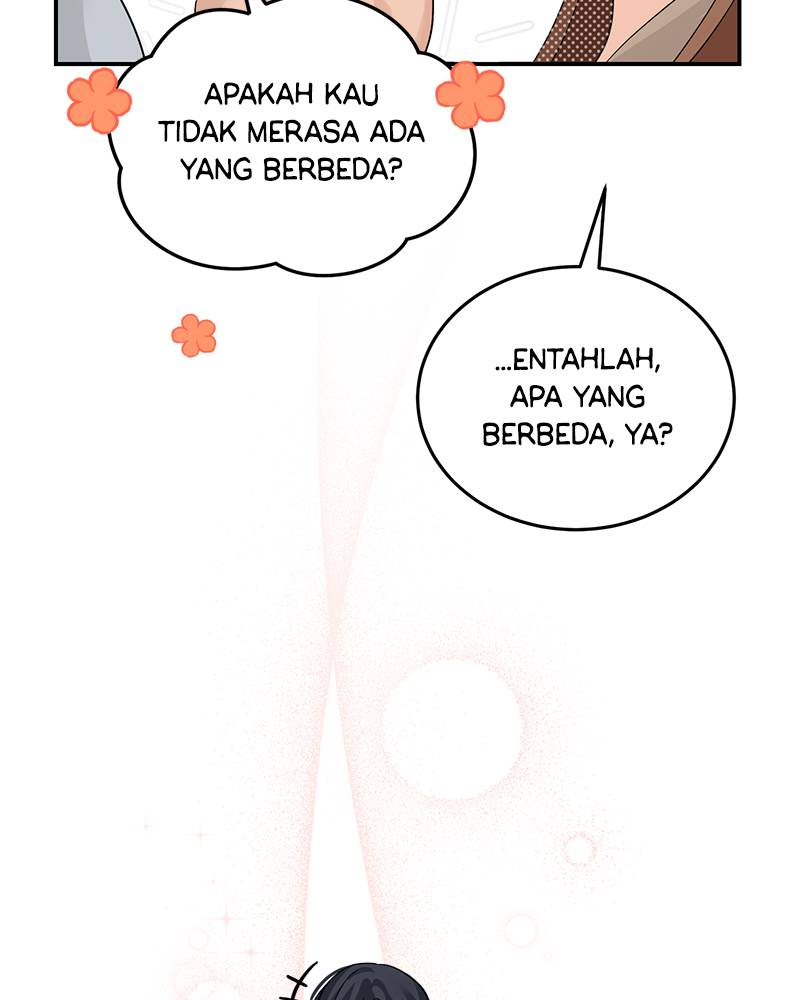 APAKAH KAU
TIDAK MERASA ADA
YANG BERBEDA?
...ENTAHLAH,
APA YANG
BERBEDA, YA?